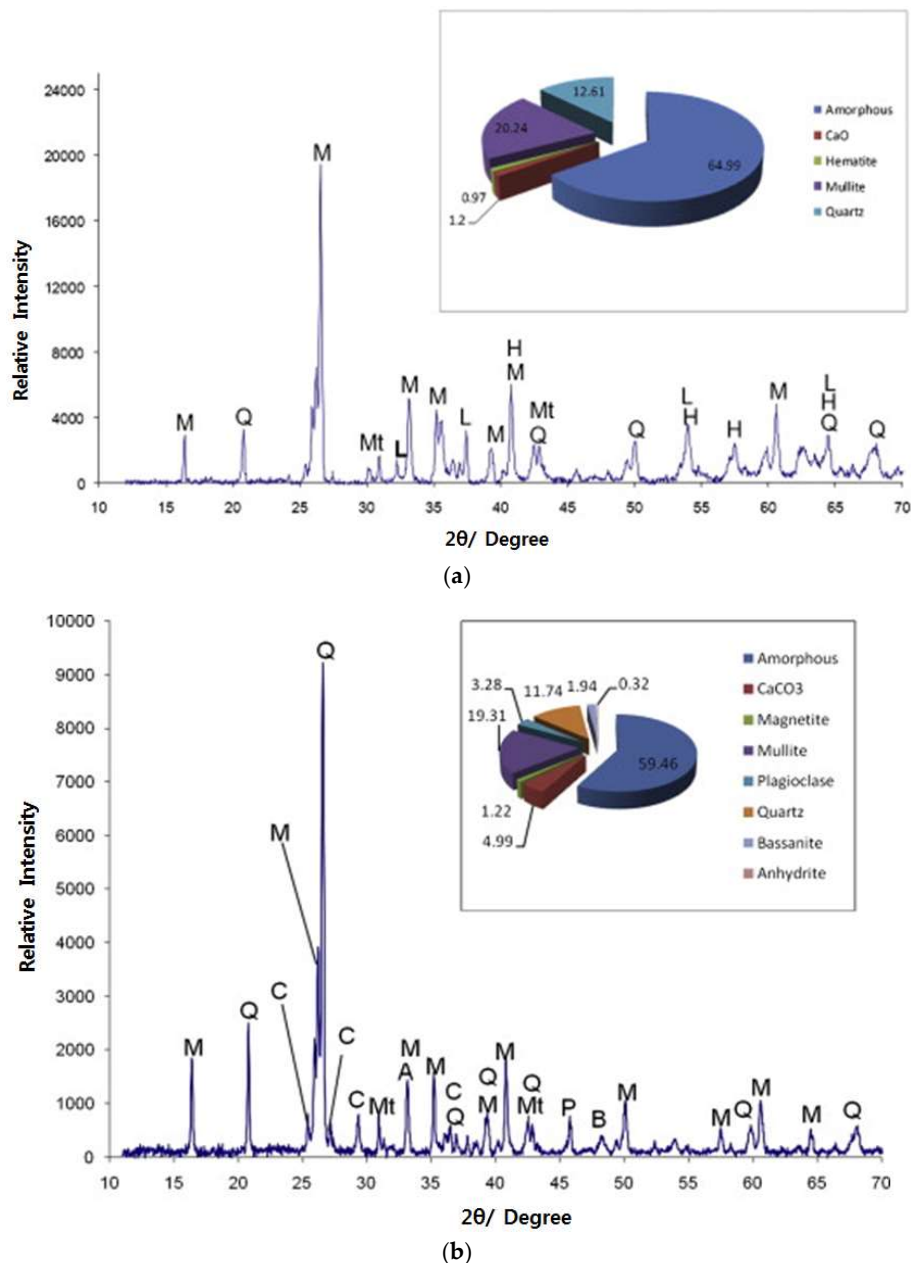 24000
20000
16000
12000
8000
4000
0
Relative Intensity
M
Q
M
Mt
L
M
M
L
M
H
M
Mt
Q
Q
L
H
H
M
L
H
Q
Q
10 15 20 25 30 35 40 45 50 55 60 65 70
2θ/ Degree
12.61
20.24
64.99
0.97
1.2
Amorphous
CaO
Hematite
Mullite
Quartz
(a)
10000
9000
8000
7000
6000
5000
4000
3000
2000
1000
0
Relative Intensity
M
Q
C
M
Q
C
C
Mt
M
A
M
C
Q
Q
M
M
Q
Mt
P
B
M
M
Q
M
M
Q
10 15 20 25 30 35 40 45 50 55 60 65 70
2θ/ Degree
3.28 11.74 1.94 0.32
19.31
59.46
1.22
4.99
Amorphous
CaCO3
Magnetite
Mullite
Plagioclase
Quartz
Bassanite
Anhydrite
(b)